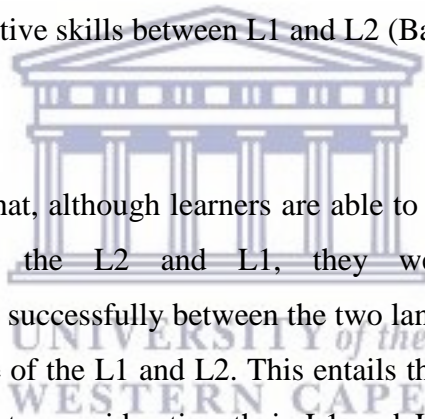 tive skills between L1 and L2 (Ba
nat, although learners are able to
the L2 and L1, they we
successfully between the two lan
UNIVERSITY of the
e of the L1 and L2. This entails th
WESTERN CAPE